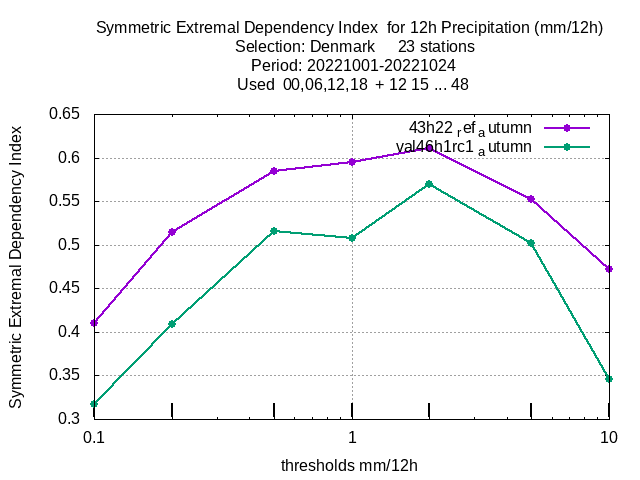 Symmetric Extremal Dependency Index for 12h Precipitation (mm/12h)
Selection: Denmark 23 stations
Period: 20221001-20221024
Used 00,06,12,18 + 12 15 ... 48
Symmetric Extremal Dependency Index
0.65
0.6
0.55
0.5
0.45
0.4
0.35
0.3
43h22 ref autumn
val46h1rc1 autumn
0.1
1
10
thresholds mm/12h